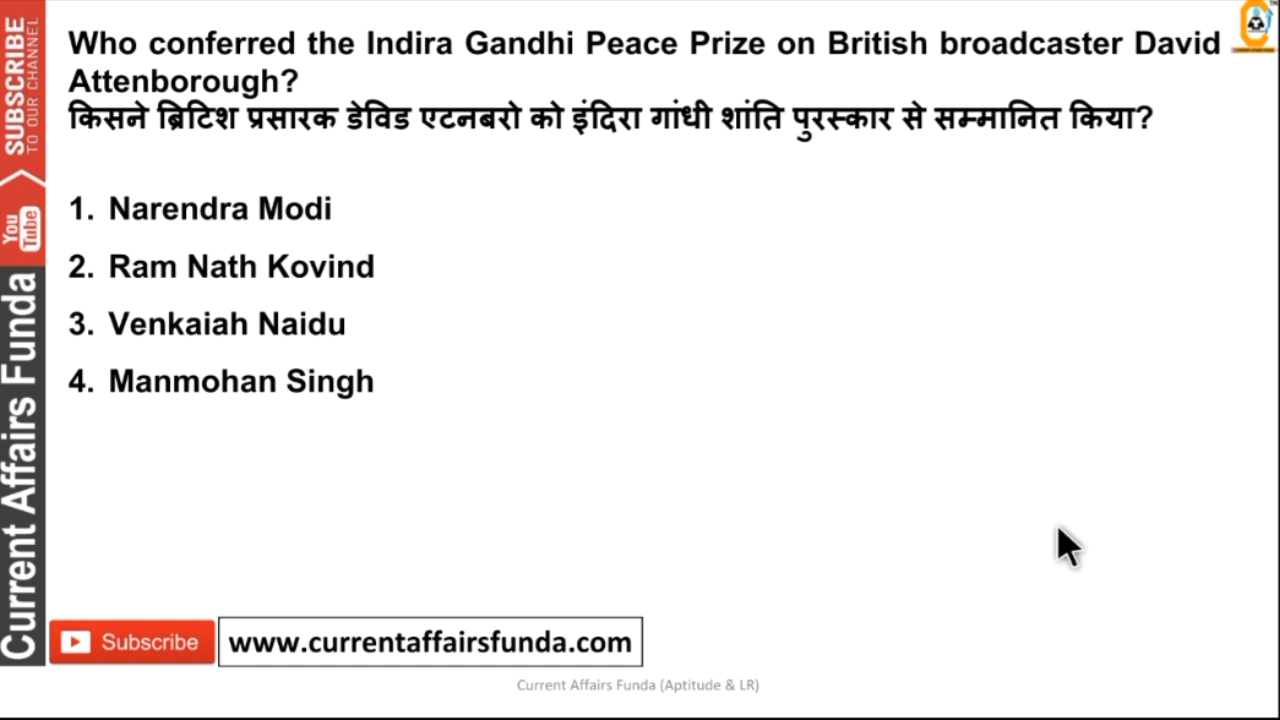 Who conferred the Indira Gandhi Peace Prize on British broadcaster David
Attenborough?
किसने ब्रिटिश प्रसारक डेविड एटनबरो को इंदिरा गांधी शांति पुरस्कार से सम्मानित किया?
1. Narendra Modi
2. Ram Nath Kovind
3. Venkaiah Naidu
4. Manmohan Singh
SUBSCRIBE
TO OUR CHANNEL
You Tube
Current Affairs Funda
Subscribe
www.currentaffairsfunda.com
Current Affairs Funda (Aptitude & LR)